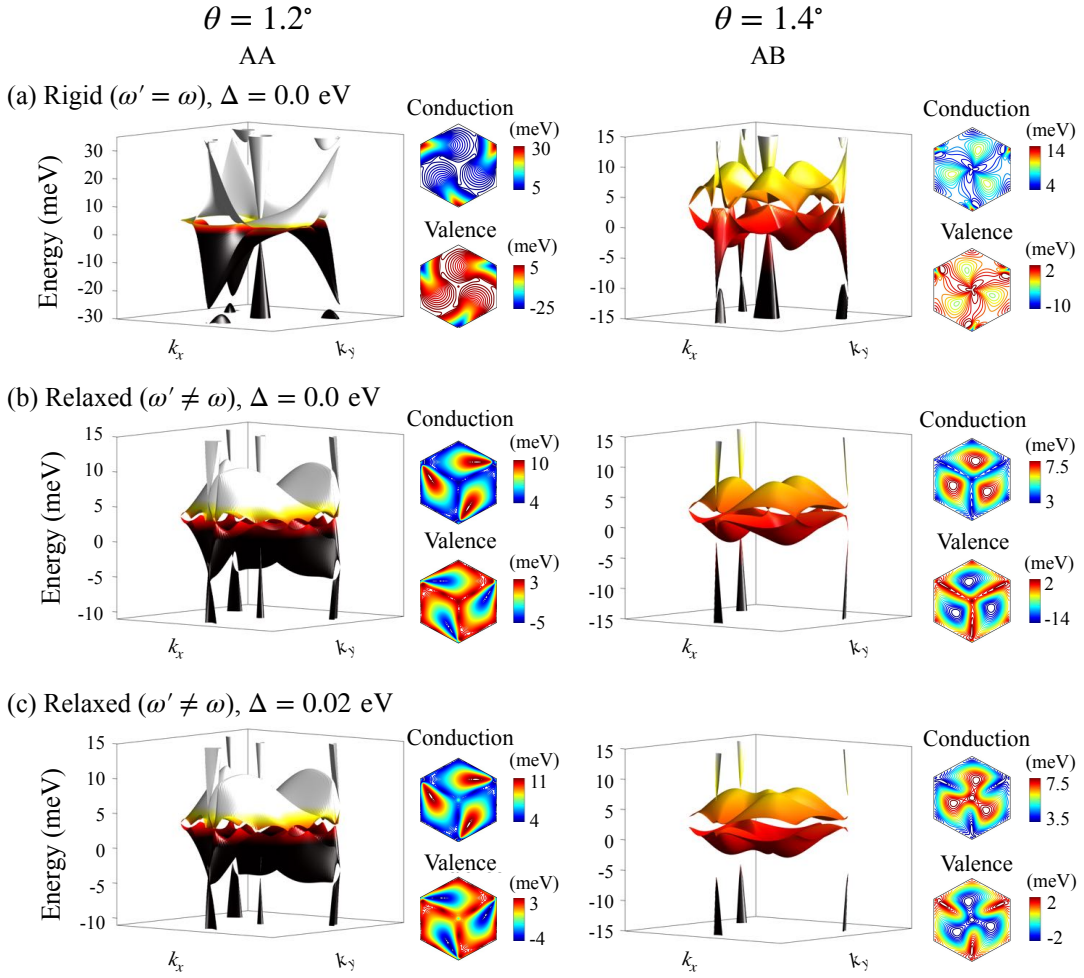 θ = 1.2°
AA
θ = 1.4°
AB
(a) Rigid (ω′ = ω), Δ = 0.0 eV
Energy (meV)
30
20
10
0
-10
-20
-30
k_x
k_y
Conduction
(meV)
30
5
Valence
(meV)
5
-25
15
10
5
0
-5
-10
-15
k_x
k_y
Conduction
(meV)
14
4
Valence
(meV)
2
-10
(b) Relaxed (ω′ ≠ ω), Δ = 0.0 eV
Energy (meV)
15
10
5
0
-5
-10
k_x
k_y
Conduction
(meV)
10
4
Valence
(meV)
3
-5
15
10
5
0
-5
-10
-15
k_x
k_y
Conduction
(meV)
7.5
3
Valence
(meV)
2
-14
(c) Relaxed (ω′ ≠ ω), Δ = 0.02 eV
Energy (meV)
15
10
5
0
-5
-10
k_x
k_y
Conduction
(meV)
11
4
Valence
(meV)
3
-4
15
10
5
0
-5
-10
-15
k_x
k_y
Conduction
(meV)
7.5
3.5
Valence
(meV)
2
-2